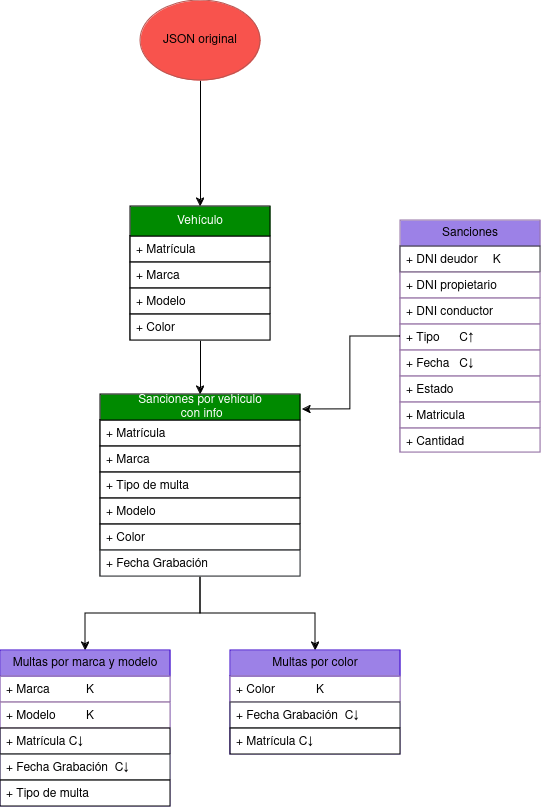 JSON original
Vehículo
+ Matrícula
+ Marca
+ Modelo
+ Color
Sanciones
+ DNI deudor K
+ DNI propietario
+ DNI conductor
+ Tipo C↑
+ Fecha C↓
+ Estado
+ Matricula
+ Cantidad
Sanciones por vehiculo
con info
+ Matrícula
+ Marca
+ Tipo de multa
+ Modelo
+ Color
+ Fecha Grabación
Multas por marca y modelo
+ Marca K
+ Modelo K
+ Matrícula C↓
+ Fecha Grabación C↓
+ Tipo de multa
Multas por color
+ Color K
+ Fecha Grabación C↓
+ Matrícula C↓